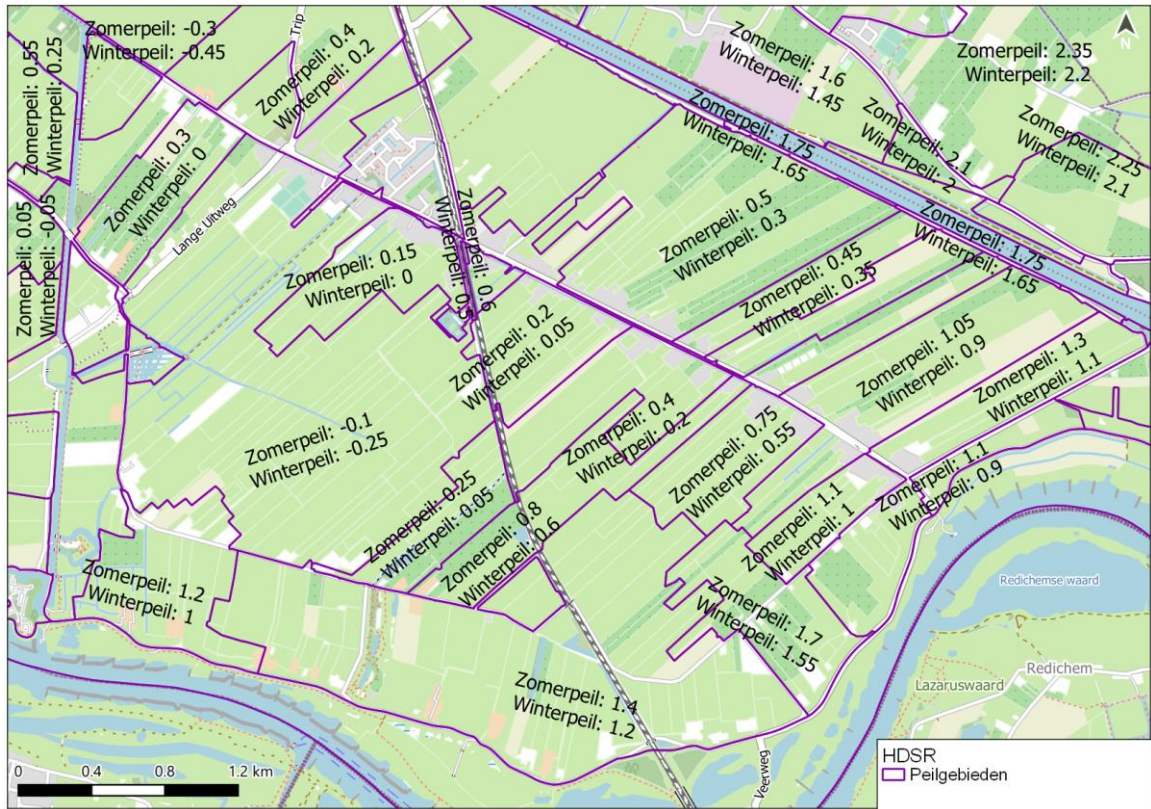 Zomerpeil: -0.3
Winterpeil: -0.45
Trip
Zomerpeil: 0.55
Winterpeil: 0.25
Zomerpeil: 0.4
Winterpeil: 0.2
Zomerpeil: 1.6
Winterpeil: 1.45
Zomerpeil: 2.35
Winterpeil: 2.2
N
Zomerpeil: 0.3
Winterpeil: 0
Zomerpeil: 1.75
Winterpeil: 1.65
Zomerpeil: 2.1
Winterpeil: 2
Zomerpeil: 2.25
Winterpeil: 2.1
Zomerpeil: 0.05
Winterpeil: -0.05
Lange Uitweg
Zomerpeil: 0.15
Winterpeil: 0
Zomerpeil: 0.6
Winterpeil: 0.5
Zomerpeil: 0.5
Winterpeil: 0.3
Zomerpeil: 1.75
Winterpeil: 1.65
Zomerpeil: 0.45
Winterpeil: 0.35
Zomerpeil: 0.2
Winterpeil: 0.05
Zomerpeil: 1.05
Winterpeil: 0.9
Zomerpeil: 1.3
Winterpeil: 1.1
Zomerpeil: -0.1
Winterpeil: -0.25
Zomerpeil: 0.4
Winterpeil: 0.2
Zomerpeil: 0.75
Winterpeil: 0.55
Zomerpeil: 1.1
Winterpeil: 0.9
Zomerpeil: 0.25
Winterpeil: 0.05
Zomerpeil: 0.8
Winterpeil: 0.6
Zomerpeil: 1.1
Winterpeil: 1
Zomerpeil: 1.2
Winterpeil: 1
Zomerpeil: 1.7
Winterpeil: 1.55
Redichemse waard
Redichem
Lazaruswaard
Zomerpeil: 1.4
Winterpeil: 1.2
Veerweg
0 0.4 0.8 1.2 km
HDSR
Peilgebieden